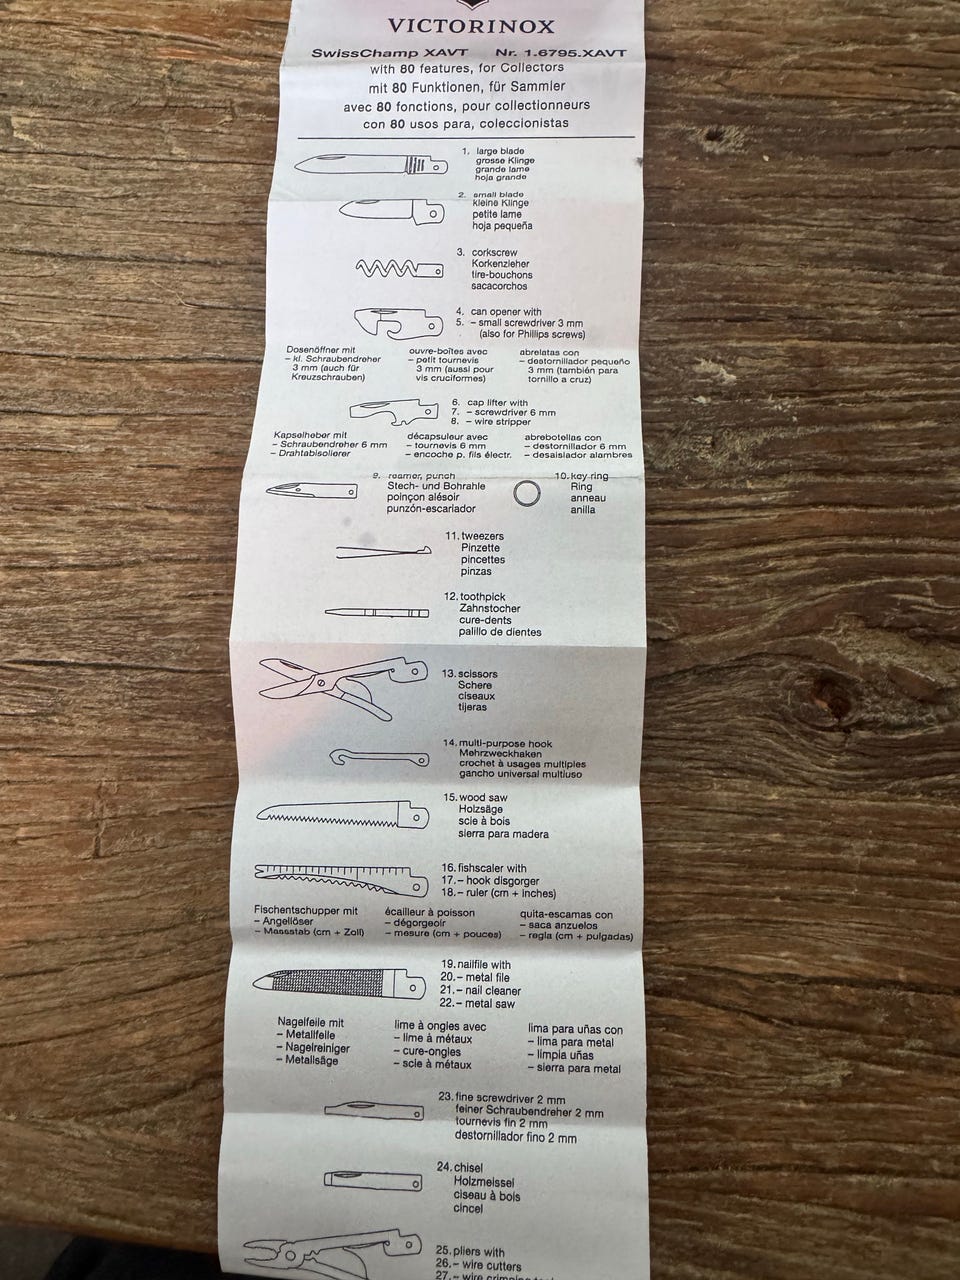 VICTORINOX
SwissChamp XAVT Nr. 1.6795.XAVT
with 80 features, for Collectors
mit 80 Funktionen, für Sammler
avec 80 fonctions, pour collectionneurs
con 80 usos para, coleccionistas
1. large blade
grosse Klinge
grande lame
hoja grande
2. small blade
kleine Klinge
petite lame
hoja pequeña
3. corkscrew
Korkenzieher
tire-bouchons
sacacorchos
4. can opener with
5. – small screwdriver 3 mm
(also for Phillips screws)
Dosenöffner mit
– kl. Schraubendreher
3 mm (auch für
Kreuzschrauben)
ouvre-boîtes avec
– petit tournevis
3 mm (aussi pour
vis cruciformes)
abrelatas con
– destornillador pequeño
3 mm (también para
tornillo a cruz)
6. cap lifter with
7. – screwdriver 6 mm
8. – wire stripper
Kapselheber mit
– Schraubendreher 6 mm
– Drahtabisolierer
décapsuleur avec
– tournevis 6 mm
– encoche p. fils électr.
abrebotellas con
– destornillador 6 mm
– desaislador alambres
9. reamer, punch
Stech- und Bohrahle
poinçon alésoir
punzón-escariador
10. key ring
Ring
anneau
anilla
11. tweezers
Pinzette
pincettes
pinzas
12. toothpick
Zahnstocher
cure-dents
palillo de dientes
13. scissors
Schere
ciseaux
tijeras
14. multi-purpose hook
Mehrzweckhaken
crochet à usages multiples
gancho universal multiuso
15. wood saw
Holzsäge
scie à bois
sierra para madera
16. fishscaler with
17. – hook disgorger
18. – ruler (cm + inches)
Fischentschupper mit
– Angellöser
– Massstab (cm + Zoll)
écailleur à poisson
– dégorgeoir
– mesure (cm + pouces)
quita-escamas con
– saca anzuelos
– regla (cm + pulgadas)
19. nailfile with
20. – metal file
21. – nail cleaner
22. – metal saw
Nagelfeile mit
– Metallfeile
– Nagelreiniger
– Metallsäge
lime à ongles avec
– lime à métaux
– cure-ongles
– scie à métaux
lima para uñas con
– lima para metal
– limpia uñas
– sierra para metal
23. fine screwdriver 2 mm
feiner Schraubendreher 2 mm
tournevis fin 2 mm
destornillador fino 2 mm
24. chisel
Holzmeissel
ciseau à bois
cincel
25. pliers with
26. – wire cutters
27. – wire crimping